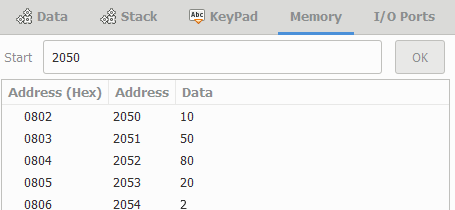 Data Stack Abc KeyPad Memory I/O Ports
Start 2050 OK
Address (Hex) Address Data
0802 2050 10
0803 2051 50
0804 2052 80
0805 2053 20
0806 2054 2